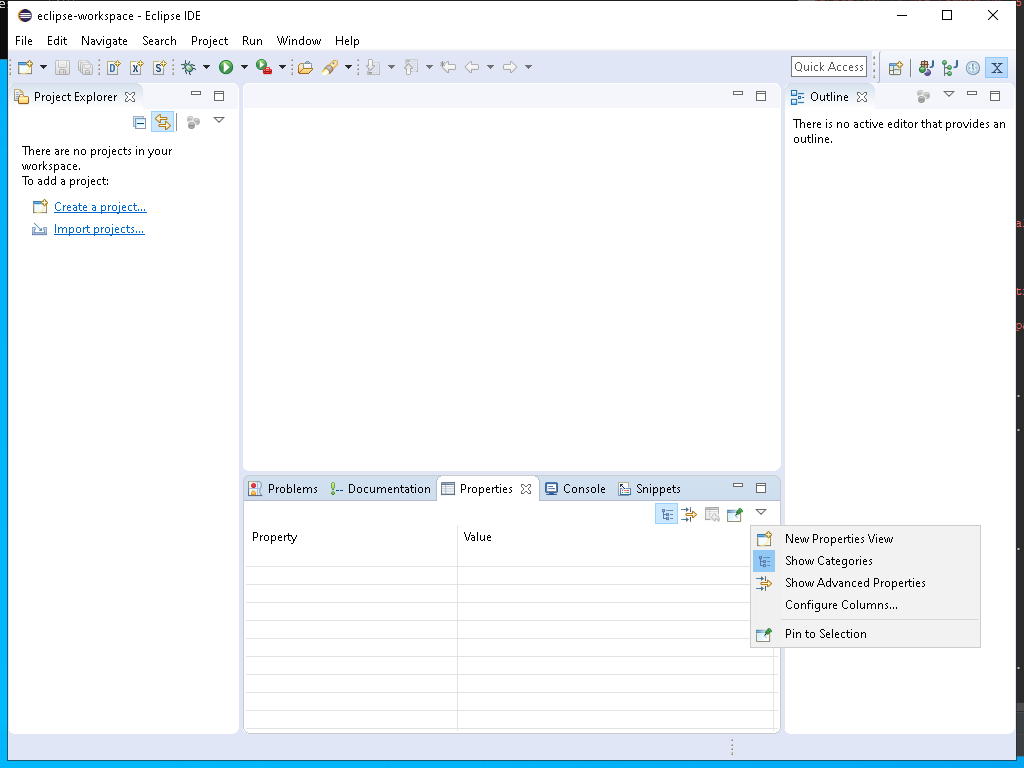 eclipse-workspace - Eclipse IDE
File Edit Navigate Search Project Run Window Help
Quick Access
Project Explorer
Outline
There are no projects in your
workspace.
To add a project:
Create a project...
Import projects...
There is no active editor that provides an
outline.
Problems Documentation Properties Console Snippets
Property Value
New Properties View
Show Categories
Show Advanced Properties
Configure Columns...
Pin to Selection